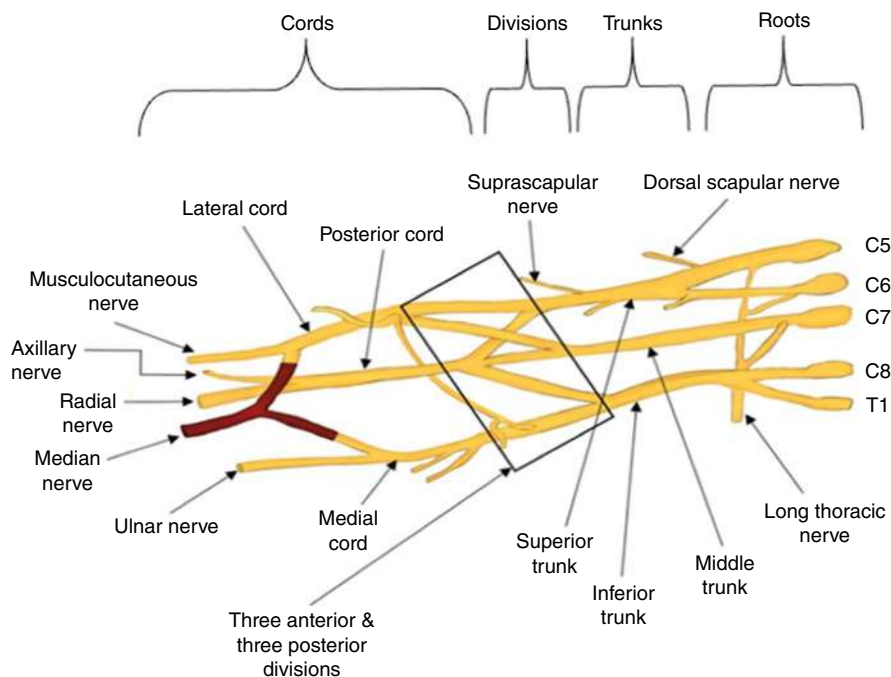 Cords
Divisions
Trunks
Roots
Suprascapular
nerve
Dorsal scapular nerve
Lateral cord
Posterior cord
C5
Musculocutaneous
nerve
C6
C7
Axillary
nerve
C8
Radial
nerve
T1
Median
nerve
Ulnar nerve
Medial
cord
Long thoracic
nerve
Superior
trunk
Middle
trunk
Inferior
trunk
Three anterior &
three posterior
divisions